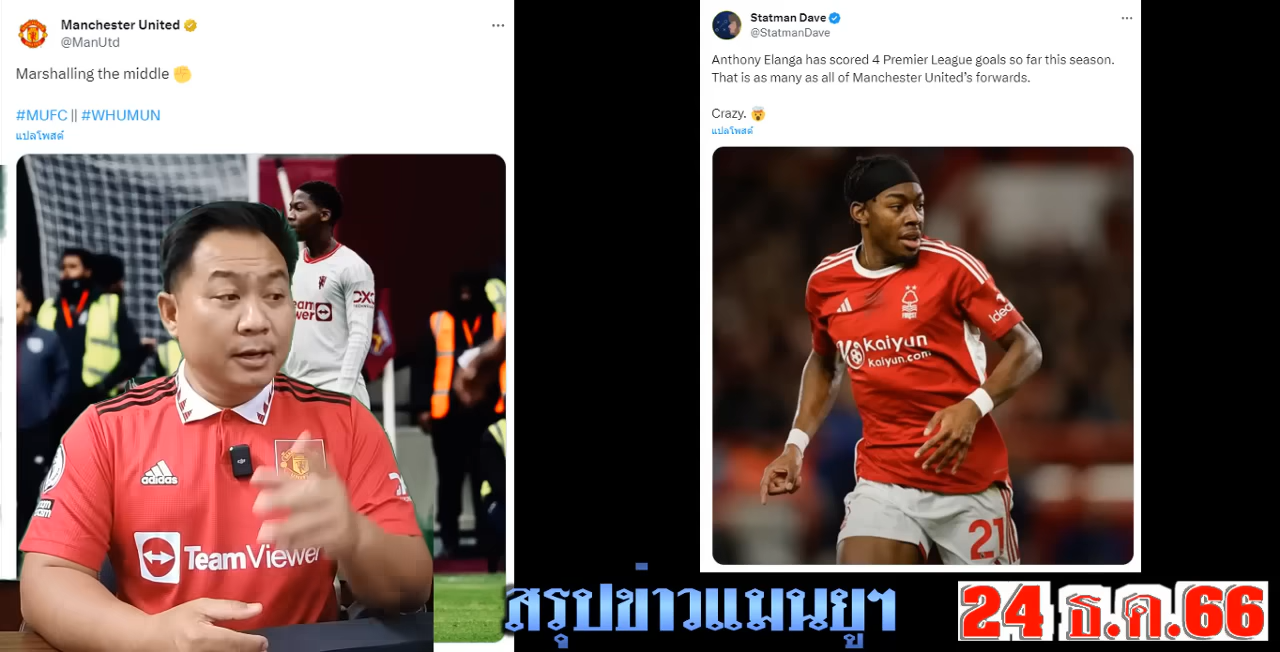 Manchester United
@ManUtd
Marshalling the middle ✊
#MUFC || #WHUMUN
แปลโพสต์
Statman Dave
@StatmanDave
Anthony Elanga has scored 4 Premier League goals so far this season.
That is as many as all of Manchester United's forwards.
Crazy. 🤯
แปลโพสต์
DXC
adidas
TeamViewer
FOREST
Kaiyun
kaiyun.com
21
สรุปข่าวแมนยูฯ
24 ธ.ค.66